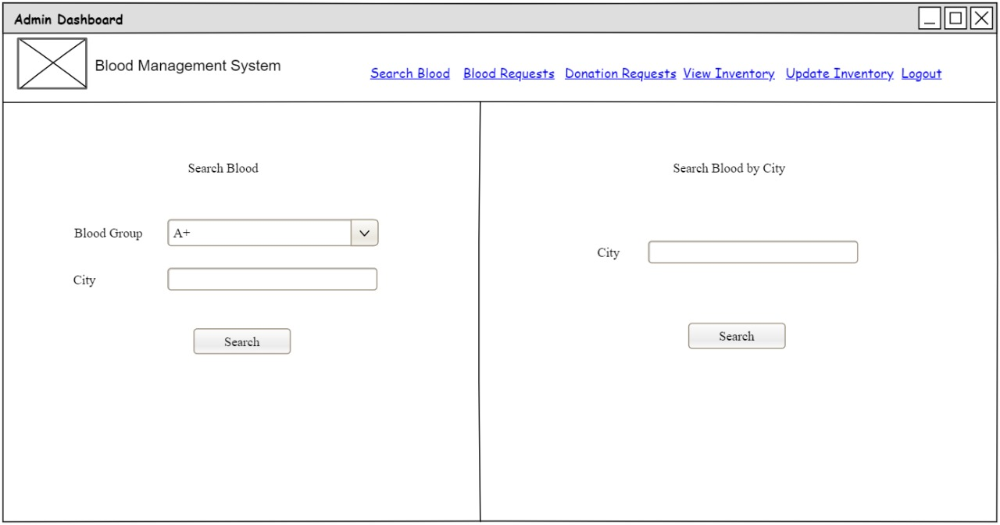 Admin Dashboard
Blood Management System
Search Blood Blood Requests Donation Requests View Inventory Update Inventory Logout
Search Blood
Blood Group A+
City
Search
Search Blood by City
City
Search